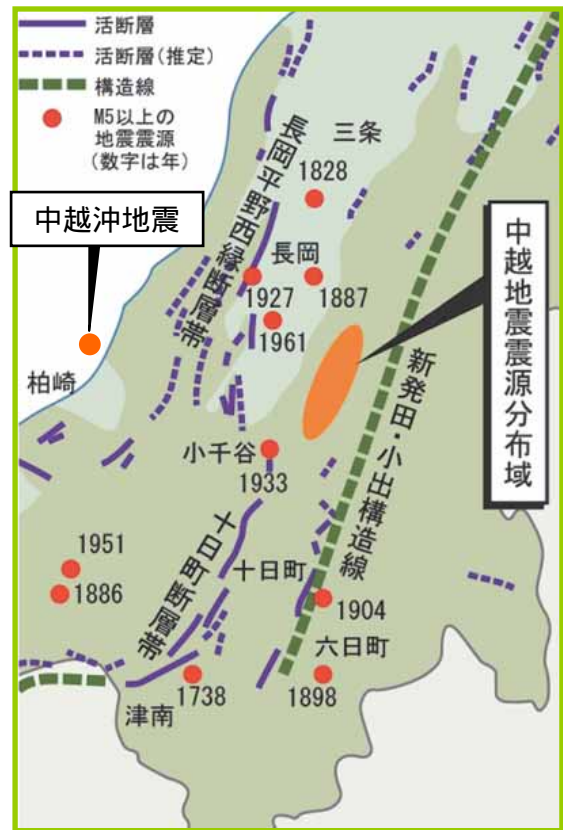 活断層
活断層(推定)
構造線
M5以上の
地震震源
(数字は年)
中越沖地震
三条
1828
長岡平野西縁断層帯
長岡
1927
1887
1961
中越地震震源分布域
柏崎
新発田・小出構造線
小千谷
1933
1951
1886
十日町断層帯
十日町
1904
六日町
1738
1898
津南